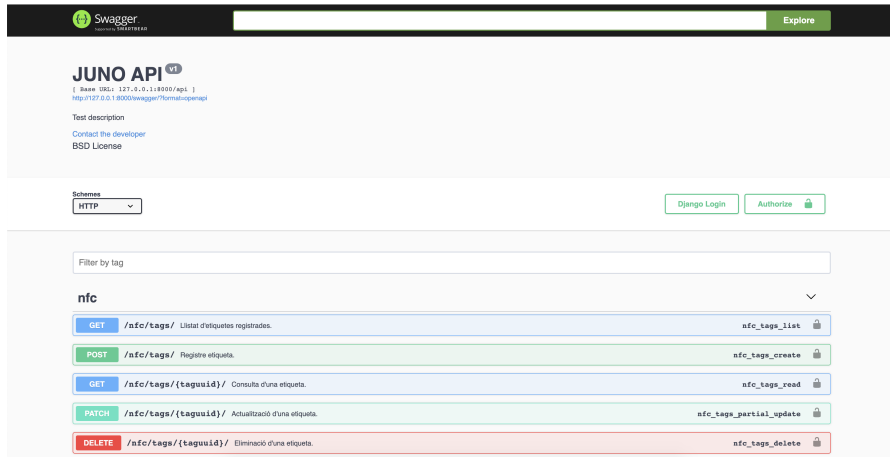 Swagger
Supported by SMARTBEAR
Explore
JUNO API v1
[ Base URL: 127.0.0.1:8000/api ]
http://127.0.0.1:8000/swagger/?format=openapi
Test description
Contact the developer
BSD License
Schemes
HTTP
Django Login
Authorize
Filter by tag
nfc
GET /nfc/tags/ Llistat d'etiquetes registrades. nfc_tags_list
POST /nfc/tags/ Registre etiqueta. nfc_tags_create
GET /nfc/tags/{taguuid}/ Consulta d'una etiqueta. nfc_tags_read
PATCH /nfc/tags/{taguuid}/ Actualització d'una etiqueta. nfc_tags_partial_update
DELETE /nfc/tags/{taguuid}/ Eliminació d'una etiqueta. nfc_tags_delete